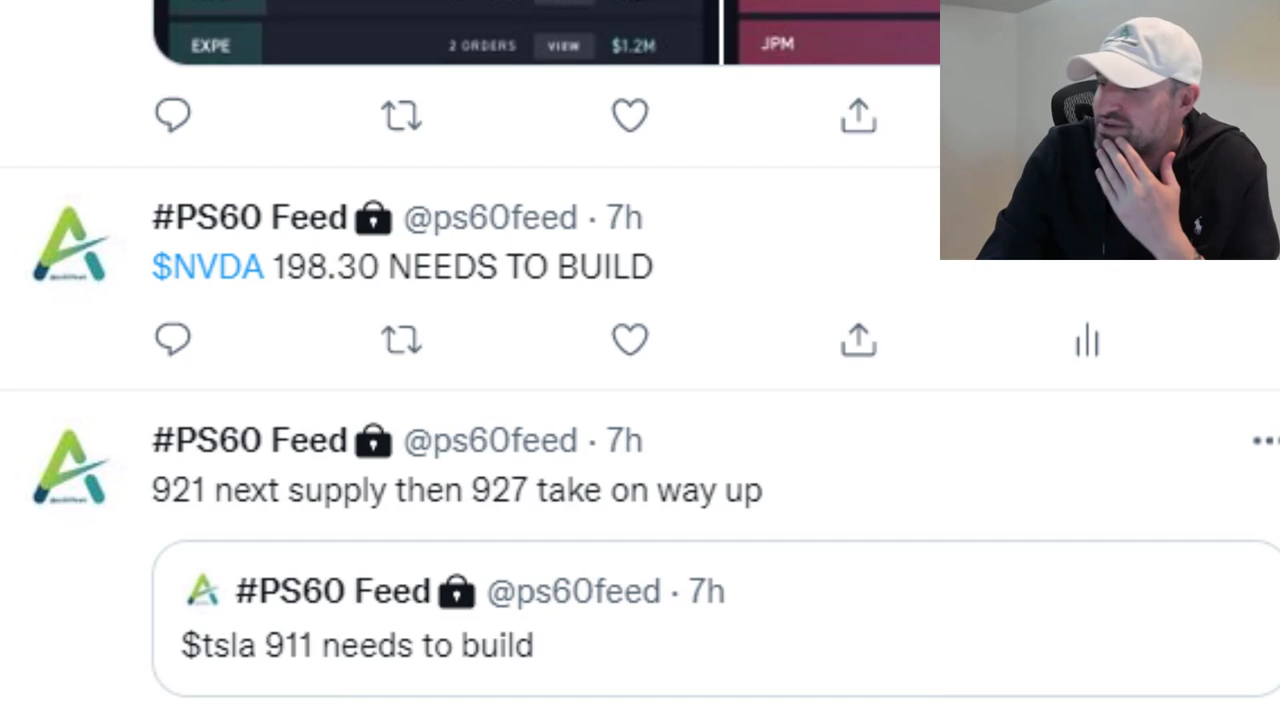 EXPE 2 ORDERS VIEW $1.2M JPM
#PS60 Feed @ps60feed · 7h
$NVDA 198.30 NEEDS TO BUILD
#PS60 Feed @ps60feed · 7h
921 next supply then 927 take on way up
#PS60 Feed @ps60feed · 7h
$tsla 911 needs to build